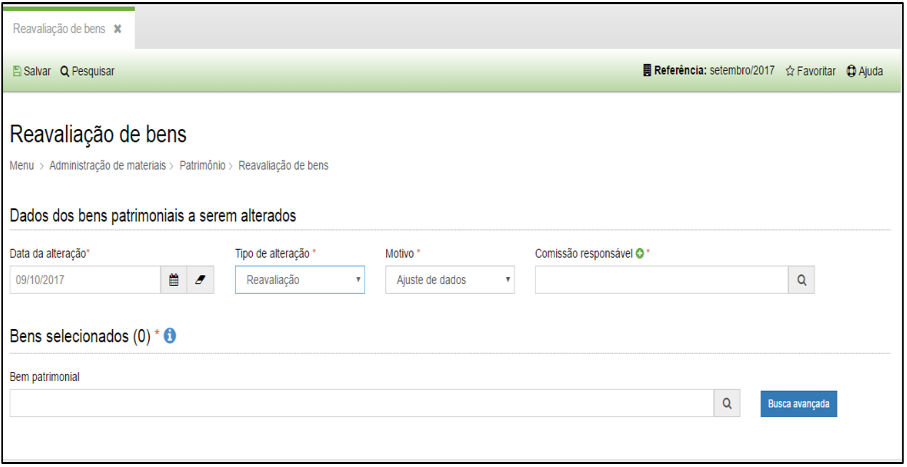 Reavaliação de bens ✖
Salvar Pesquisar Referência: setembro/2017 Favoritar Ajuda
Reavaliação de bens
Menu > Administração de materiais > Patrimônio > Reavaliação de bens
Dados dos bens patrimoniais a serem alterados
Data da alteração* Tipo de alteração * Motivo * Comissão responsável *
09/10/2017 Reavaliação Ajuste de dados
Bens selecionados (0) *
Bem patrimonial
Busca avançada